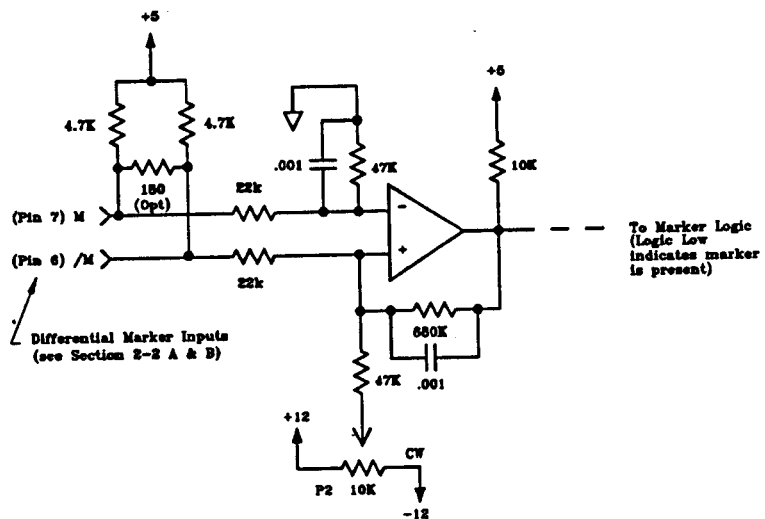 +5
+5
4.7K
4.7K
.001
47K
10K
150
(Opt)
22k
(Pin 7) M
-
+
To Marker Logic
(Logic Low
indicates marker
is present)
(Pin 6) /M
22k
680K
.001
Differential Marker Inputs
(see Section 2-2 A & B)
47K
+12
CW
P2 10K
-12